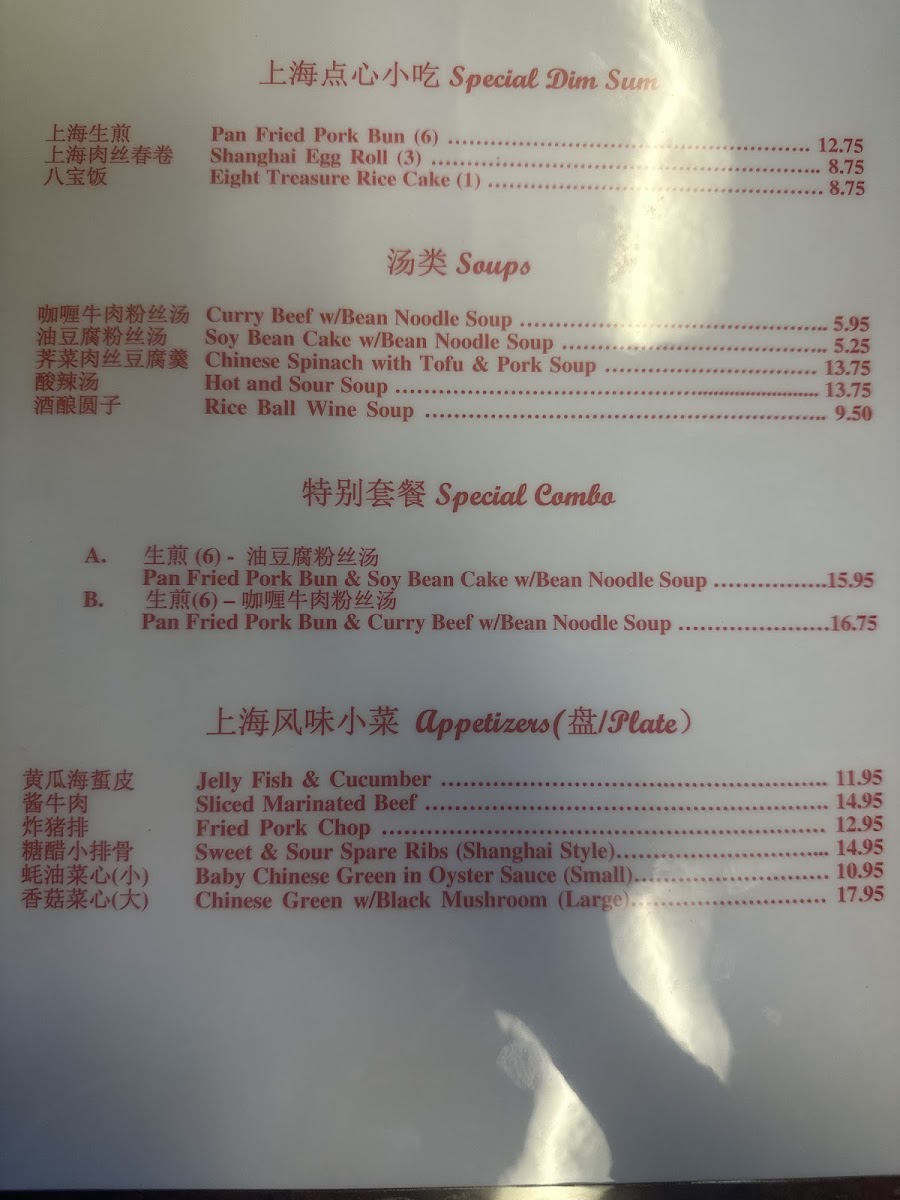 上海点心小吃 Special Dim Sum
上海生煎 Pan Fried Pork Bun (6) 12.75
上海肉丝春卷 Shanghai Egg Roll (3) 8.75
八宝饭 Eight Treasure Rice Cake (1) 8.75
汤类 Soups
咖喱牛肉粉丝汤 Curry Beef w/Bean Noodle Soup 5.95
油豆腐粉丝汤 Soy Bean Cake w/Bean Noodle Soup 5.25
荠菜肉丝豆腐羹 Chinese Spinach with Tofu & Pork Soup 13.75
酸辣汤 Hot and Sour Soup 13.75
酒酿圆子 Rice Ball Wine Soup 9.50
特别套餐 Special Combo
A. 生煎 (6) - 油豆腐粉丝汤
Pan Fried Pork Bun & Soy Bean Cake w/Bean Noodle Soup 15.95
B. 生煎(6) – 咖喱牛肉粉丝汤
Pan Fried Pork Bun & Curry Beef w/Bean Noodle Soup 16.75
上海风味小菜 Appetizers(盘/Plate）
黄瓜海蜇皮 Jelly Fish & Cucumber 11.95
酱牛肉 Sliced Marinated Beef 14.95
炸猪排 Fried Pork Chop 12.95
糖醋小排骨 Sweet & Sour Spare Ribs (Shanghai Style) 14.95
蚝油菜心(小) Baby Chinese Green in Oyster Sauce (Small) 10.95
香菇菜心(大) Chinese Green w/Black Mushroom (Large) 17.95